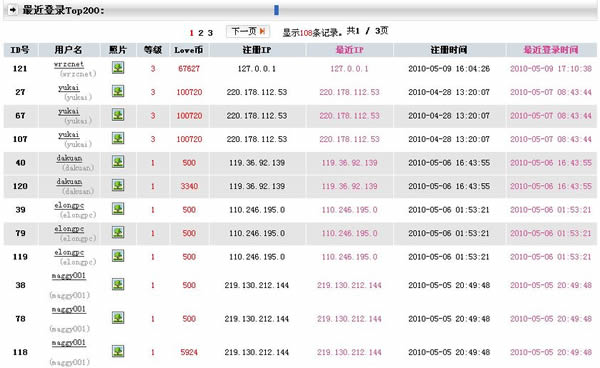 最近登录Top200:
1 2 3 下一页 显示108条记录。共1 / 3页
ID号 用户名 照片 等级 Love币 注册IP 最近IP 注册时间 最近登录时间
121 wrzcnet 3 67627 127.0.0.1 127.0.0.1 2010-05-09 16:04:26 2010-05-09 17:10:38
(wrzcnet)
27 yukai 3 100720 220.178.112.53 220.178.112.53 2010-04-28 13:20:07 2010-05-07 08:43:44
(yukai)
67 yukai 3 100720 220.178.112.53 220.178.112.53 2010-04-28 13:20:07 2010-05-07 08:43:44
(yukai)
107 yukai 3 100720 220.178.112.53 220.178.112.53 2010-04-28 13:20:07 2010-05-07 08:43:44
(yukai)
40 dakuan 1 500 119.36.92.139 119.36.92.139 2010-05-06 16:43:55 2010-05-06 16:43:55
(dakuan)
120 dakuan 1 3340 119.36.92.139 119.36.92.139 2010-05-06 16:43:55 2010-05-06 16:43:55
(dakuan)
39 elongpc 1 500 110.246.195.0 110.246.195.0 2010-05-06 01:53:21 2010-05-06 01:53:21
(elongpc)
79 elongpc 1 500 110.246.195.0 110.246.195.0 2010-05-06 01:53:21 2010-05-06 01:53:21
(elongpc)
119 elongpc 1 500 110.246.195.0 110.246.195.0 2010-05-06 01:53:21 2010-05-06 01:53:21
(elongpc)
38 maggy001 1 500 219.130.212.144 219.130.212.144 2010-05-05 20:49:48 2010-05-05 20:49:48
(maggy001)
78 maggy001 1 500 219.130.212.144 219.130.212.144 2010-05-05 20:49:48 2010-05-05 20:49:48
(maggy001)
118 maggy001 1 5924 219.130.212.144 219.130.212.144 2010-05-05 20:49:48 2010-05-05 20:49:48
(maggy001)